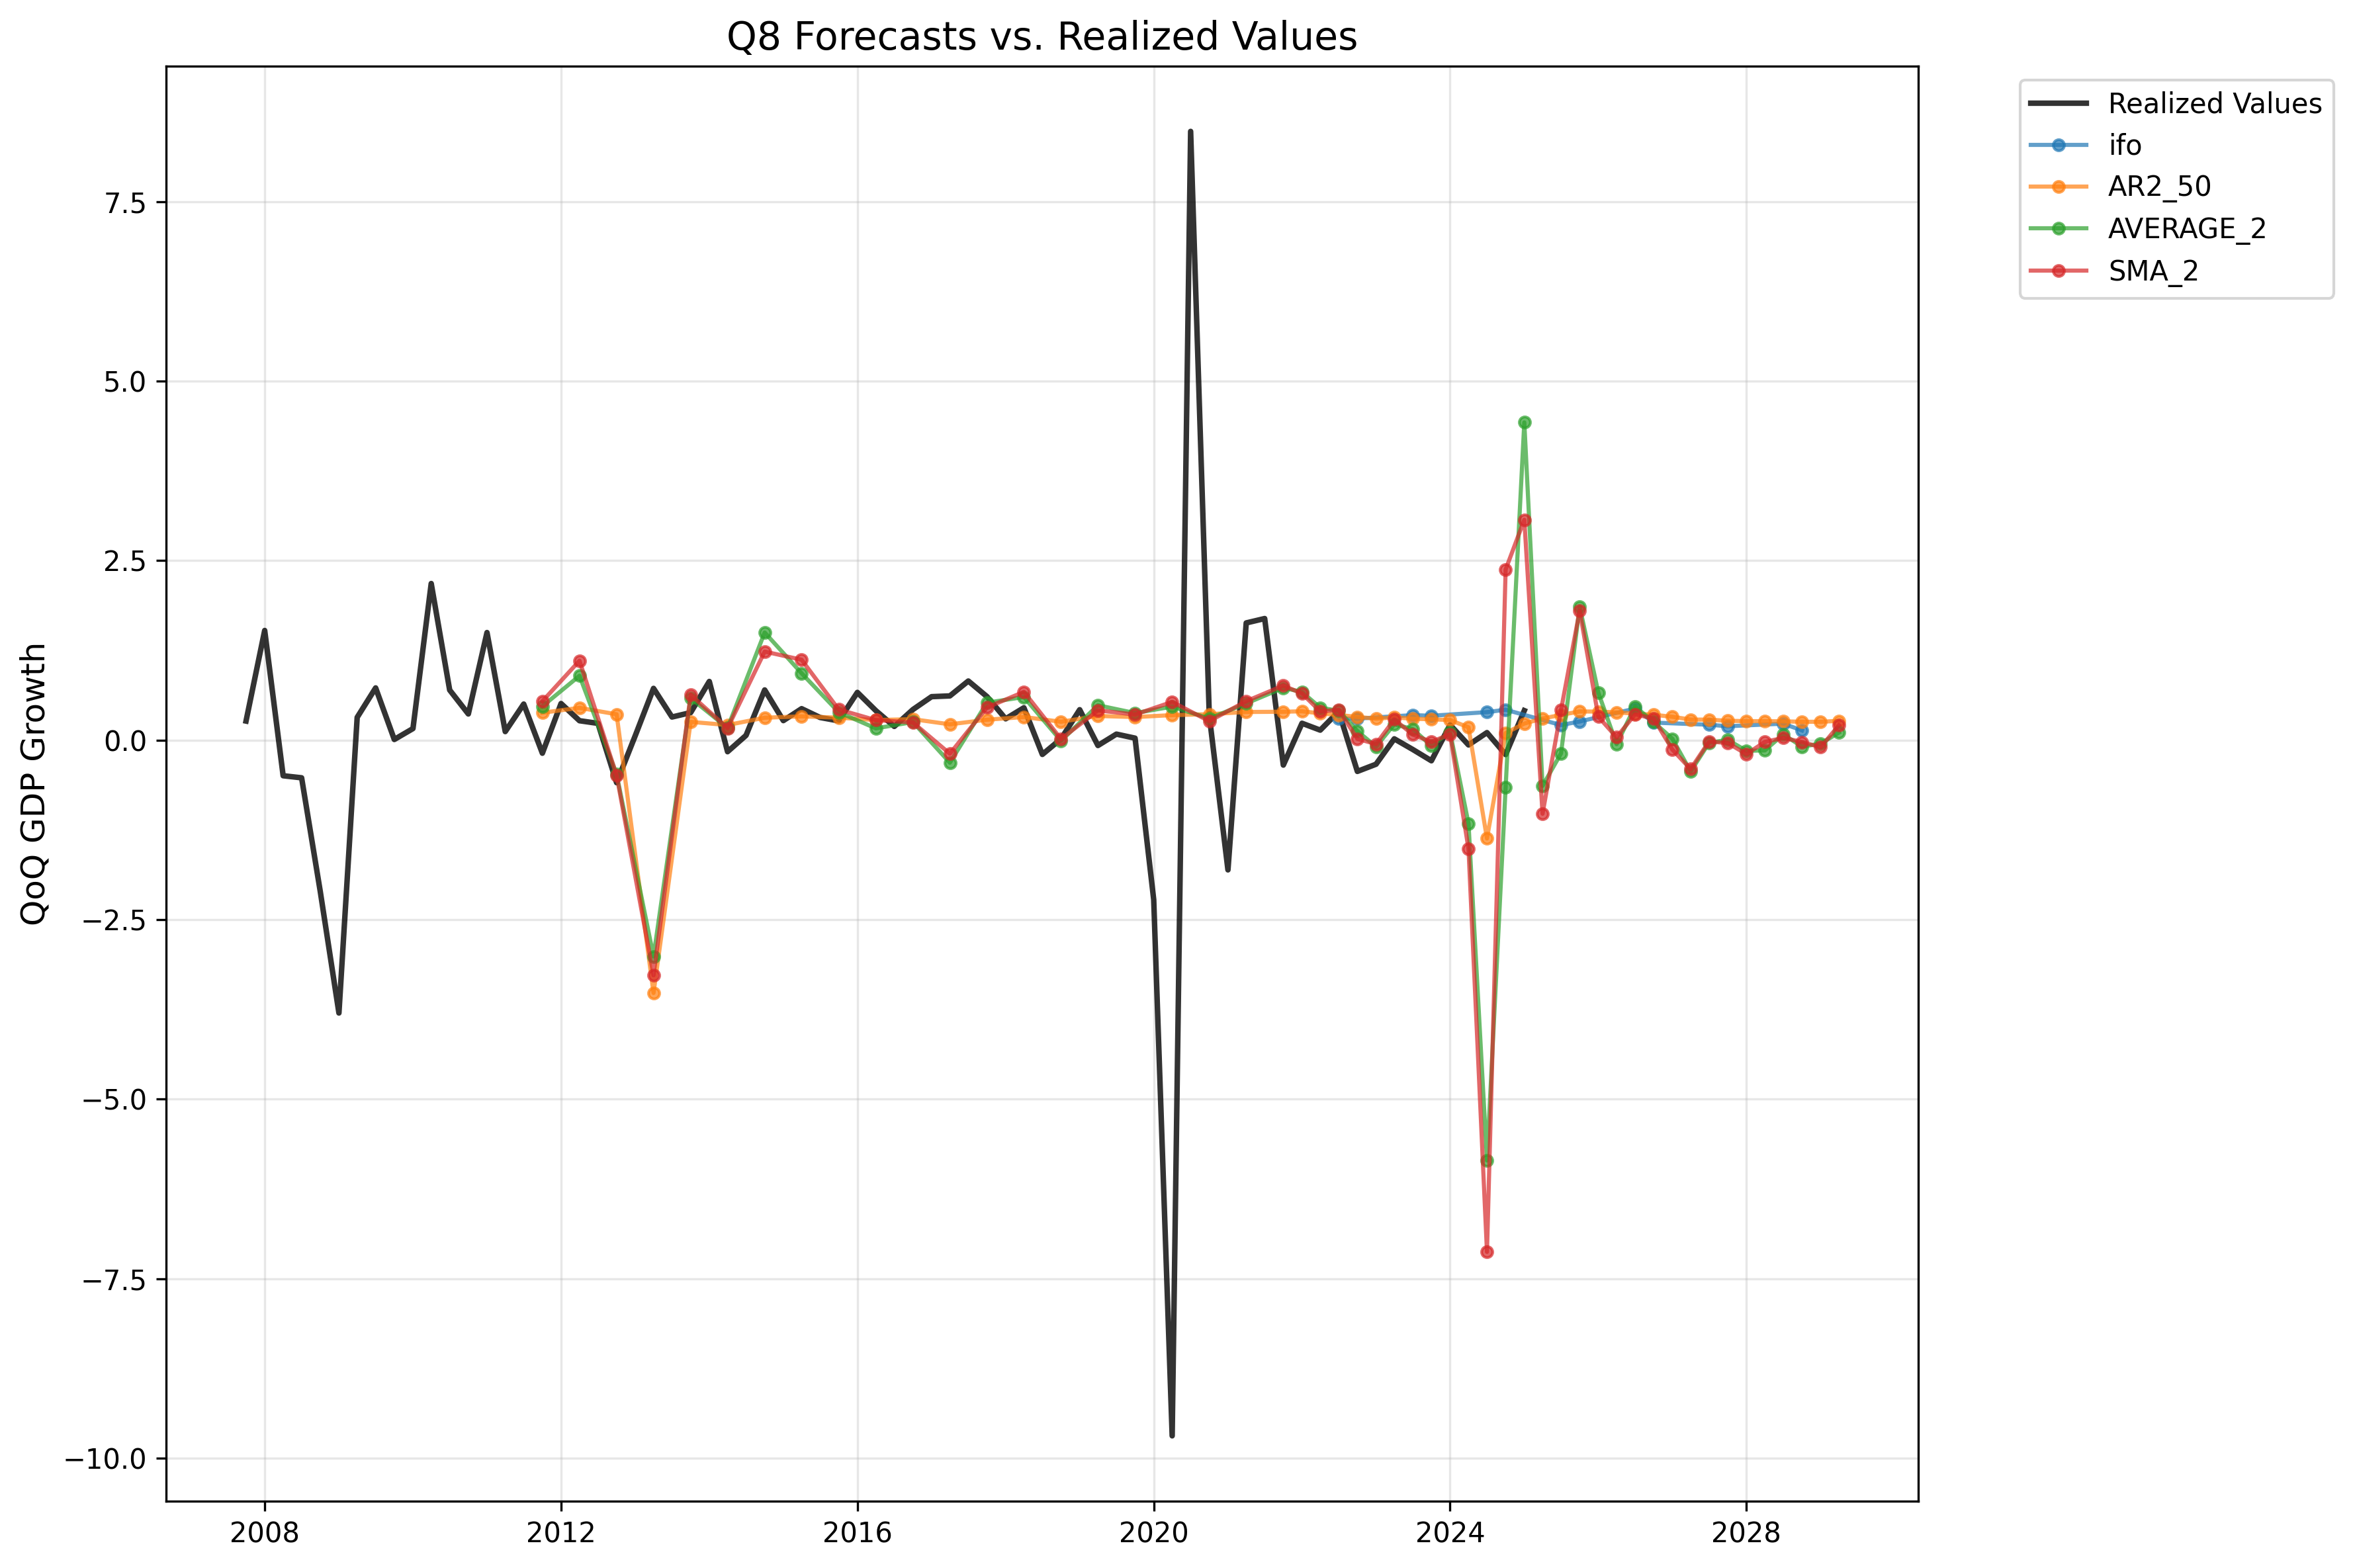 Q8 Forecasts vs. Realized Values
QoQ GDP Growth
7.5
5.0
2.5
0.0
−2.5
−5.0
−7.5
−10.0
2008
2012
2016
2020
2024
2028
Realized Values
ifo
AR2_50
AVERAGE_2
SMA_2